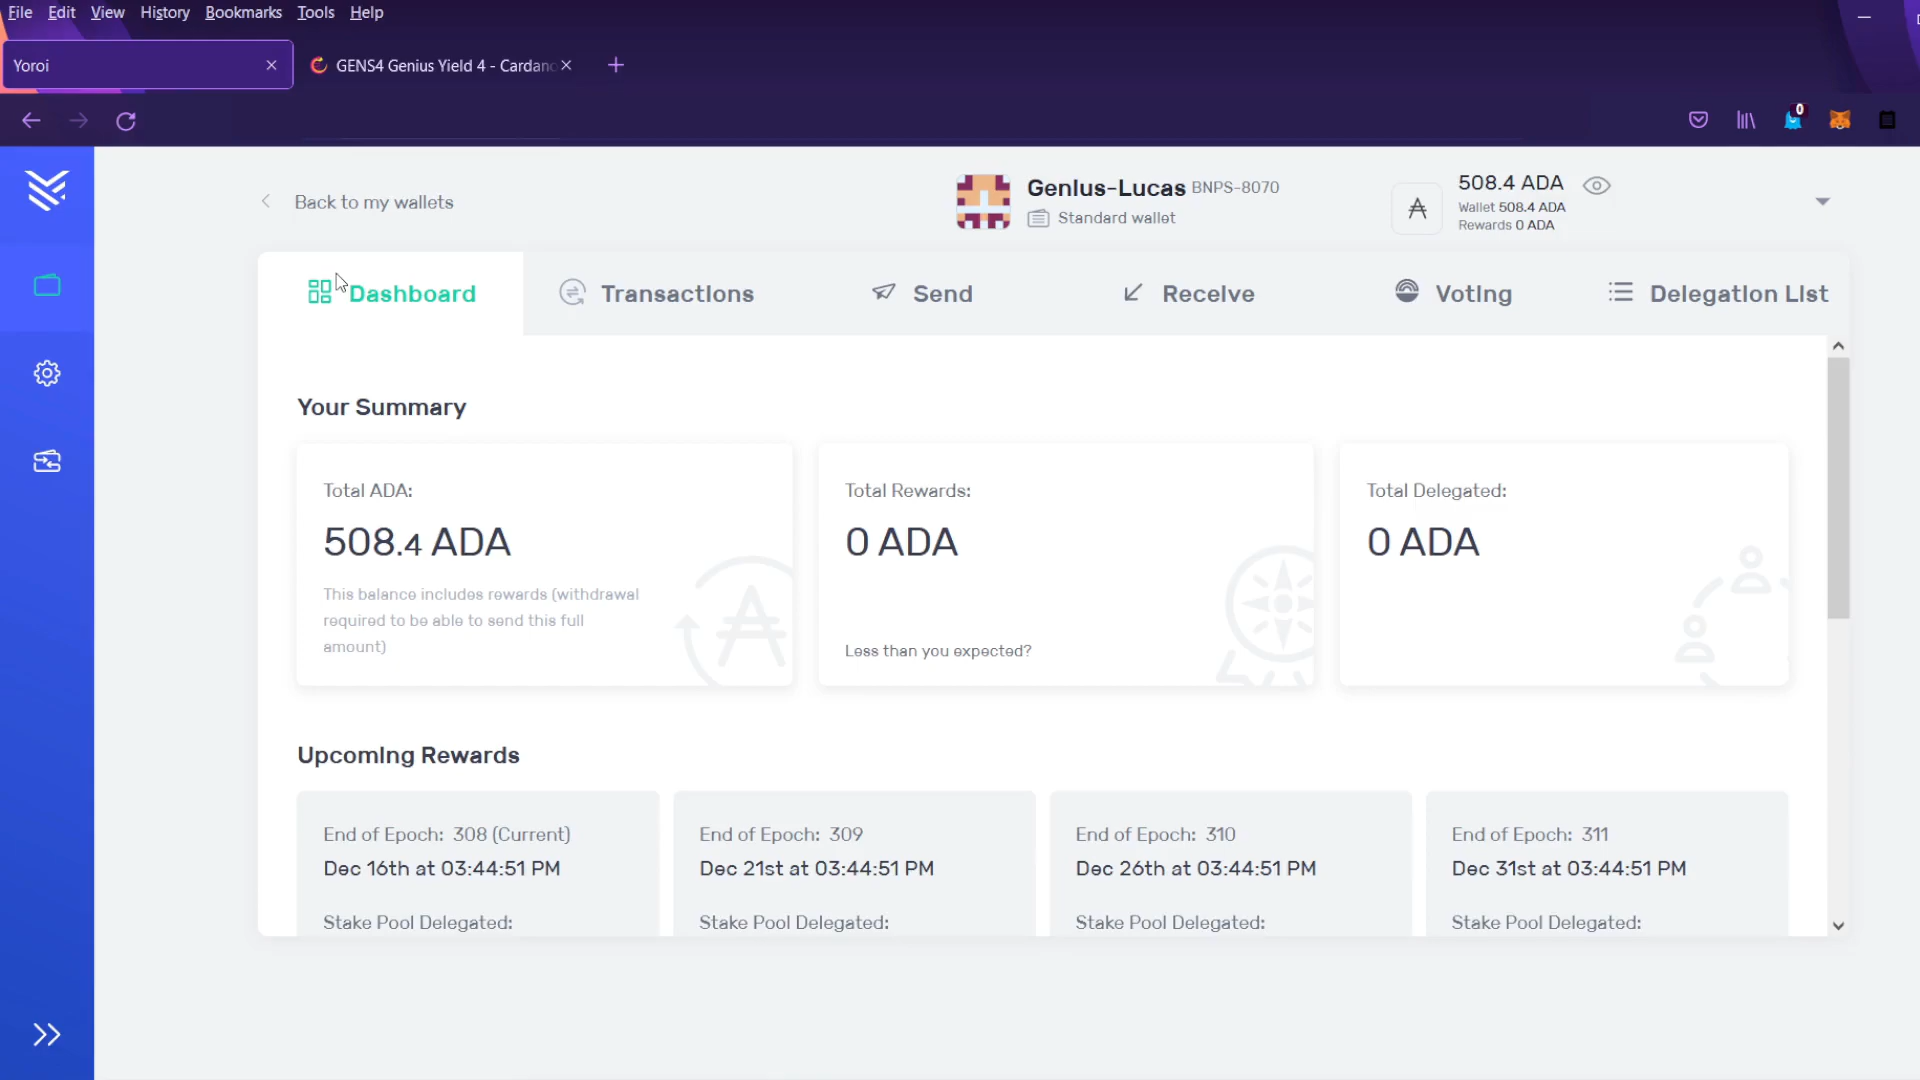 File Edit View History Bookmarks Tools Help
Yoroi
GENS4 Genius Yield 4 - Cardano
0
Back to my wallets
Genius-Lucas BNPS-8070
Standard wallet
508.4 ADA
Wallet 508.4 ADA
Rewards 0 ADA
Dashboard
Transactions
Send
Receive
Voting
Delegation List
Your Summary
Total ADA:
508.4 ADA
This balance includes rewards (withdrawal
required to be able to send this full
amount)
Total Rewards:
0 ADA
Less than you expected?
Total Delegated:
0 ADA
Upcoming Rewards
End of Epoch: 308 (Current)
Dec 16th at 03:44:51 PM
Stake Pool Delegated:
End of Epoch: 309
Dec 21st at 03:44:51 PM
Stake Pool Delegated:
End of Epoch: 310
Dec 26th at 03:44:51 PM
Stake Pool Delegated:
End of Epoch: 311
Dec 31st at 03:44:51 PM
Stake Pool Delegated: